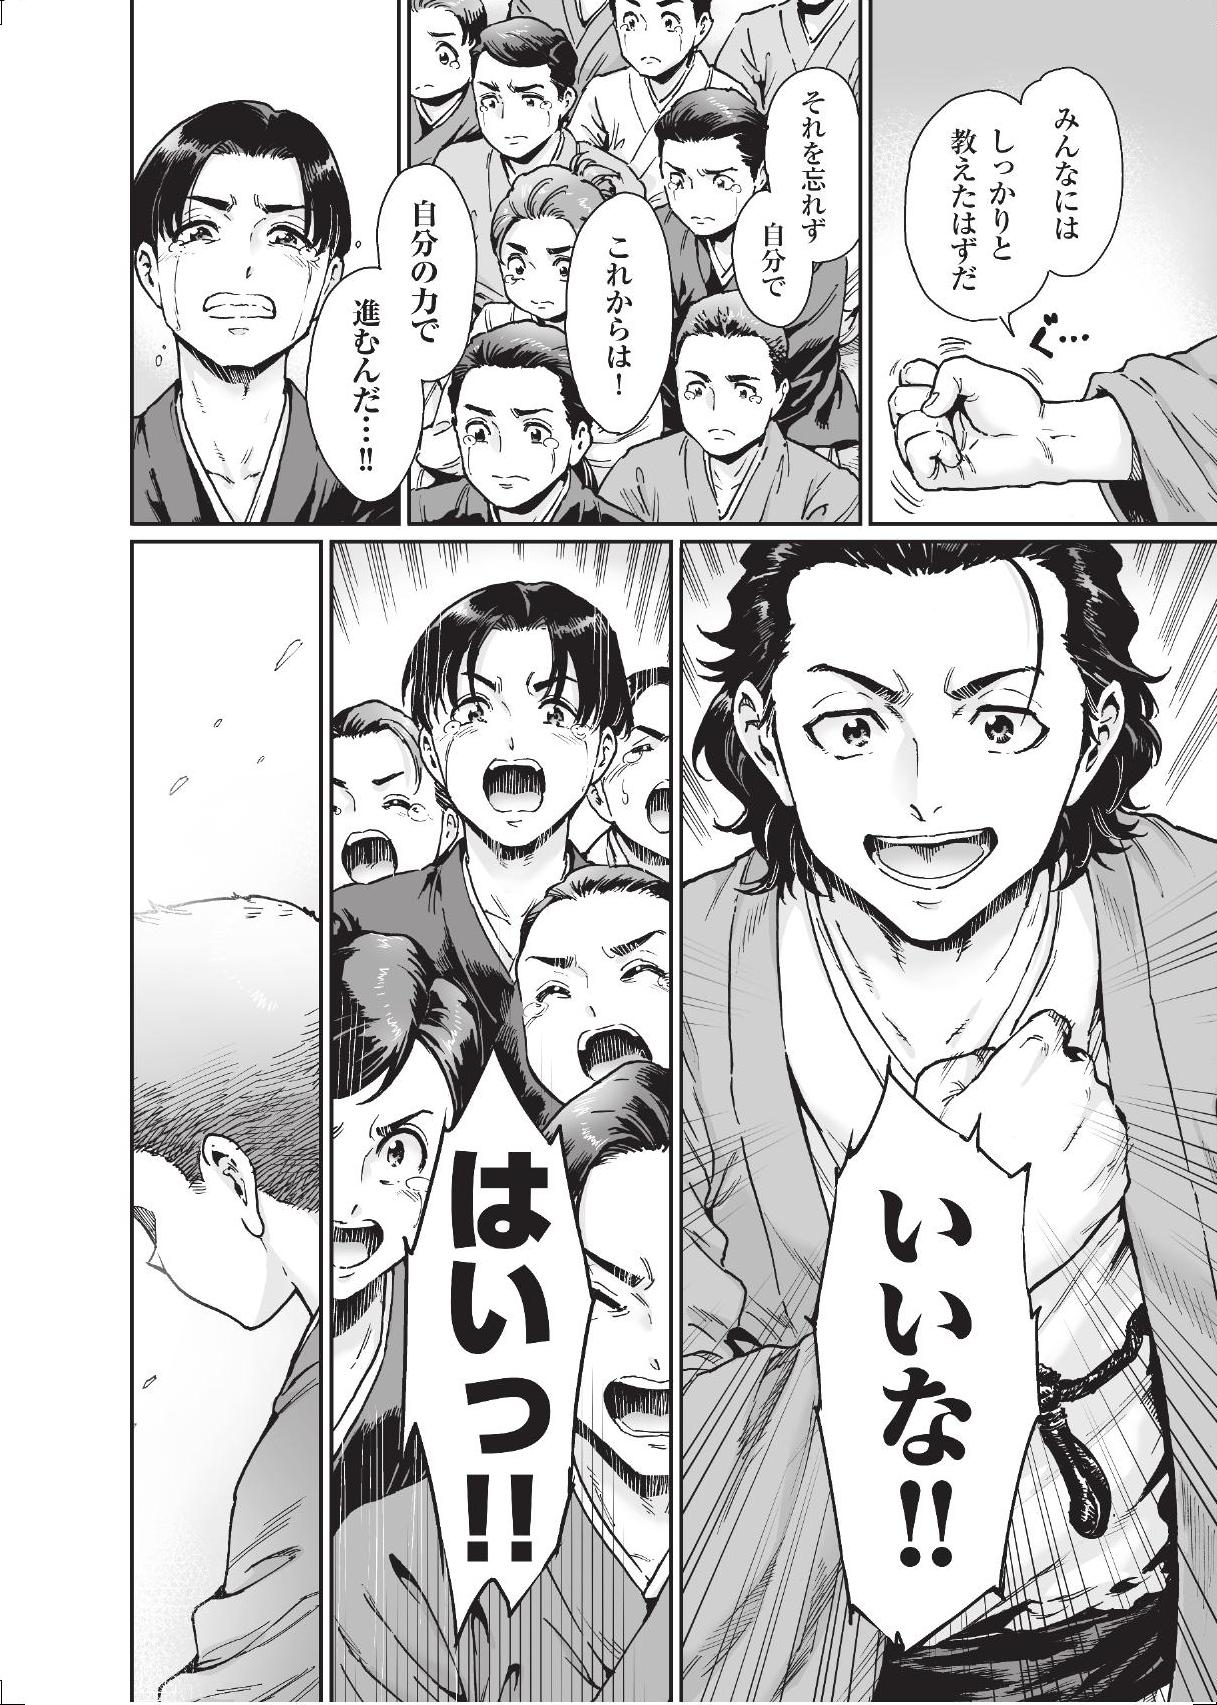 みんなには
しっかりと
教えたはずだ
ぐ…
それを忘れず
自分で
これからは！
自分の力で
進むんだ…!!
いいな!!
はいっ!!